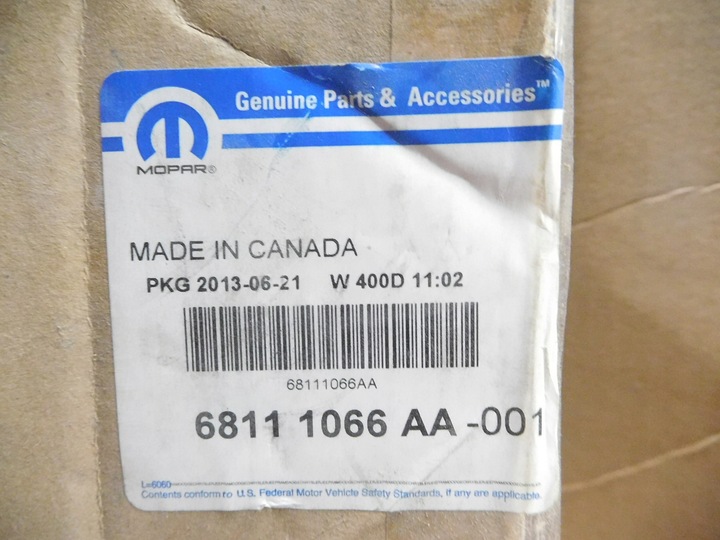 Genuine Parts & Accessories™
MOPAR®
MADE IN CANADA
PKG 2013-06-21 W 400D 11:02
68111066AA
6811 1066 AA -001
L=6060
Contents conform to U.S. Federal Motor Vehicle Safety Standards, if any are applicable.